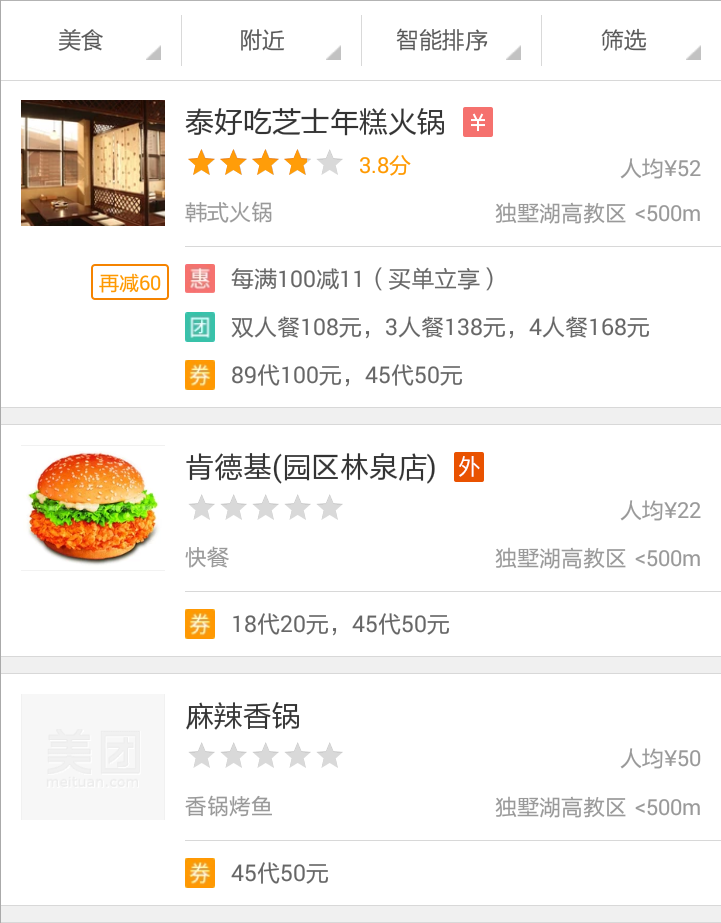 美食 附近 智能排序 筛选
泰好吃芝士年糕火锅 ¥
3.8分 人均¥52
韩式火锅 独墅湖高教区 <500m
再减60 惠 每满100减11（买单立享）
团 双人餐108元，3人餐138元，4人餐168元
券 89代100元，45代50元
肯德基(园区林泉店) 外
人均¥22
快餐 独墅湖高教区 <500m
券 18代20元，45代50元
麻辣香锅
美团
meituan.com
人均¥50
香锅烤鱼 独墅湖高教区 <500m
券 45代50元